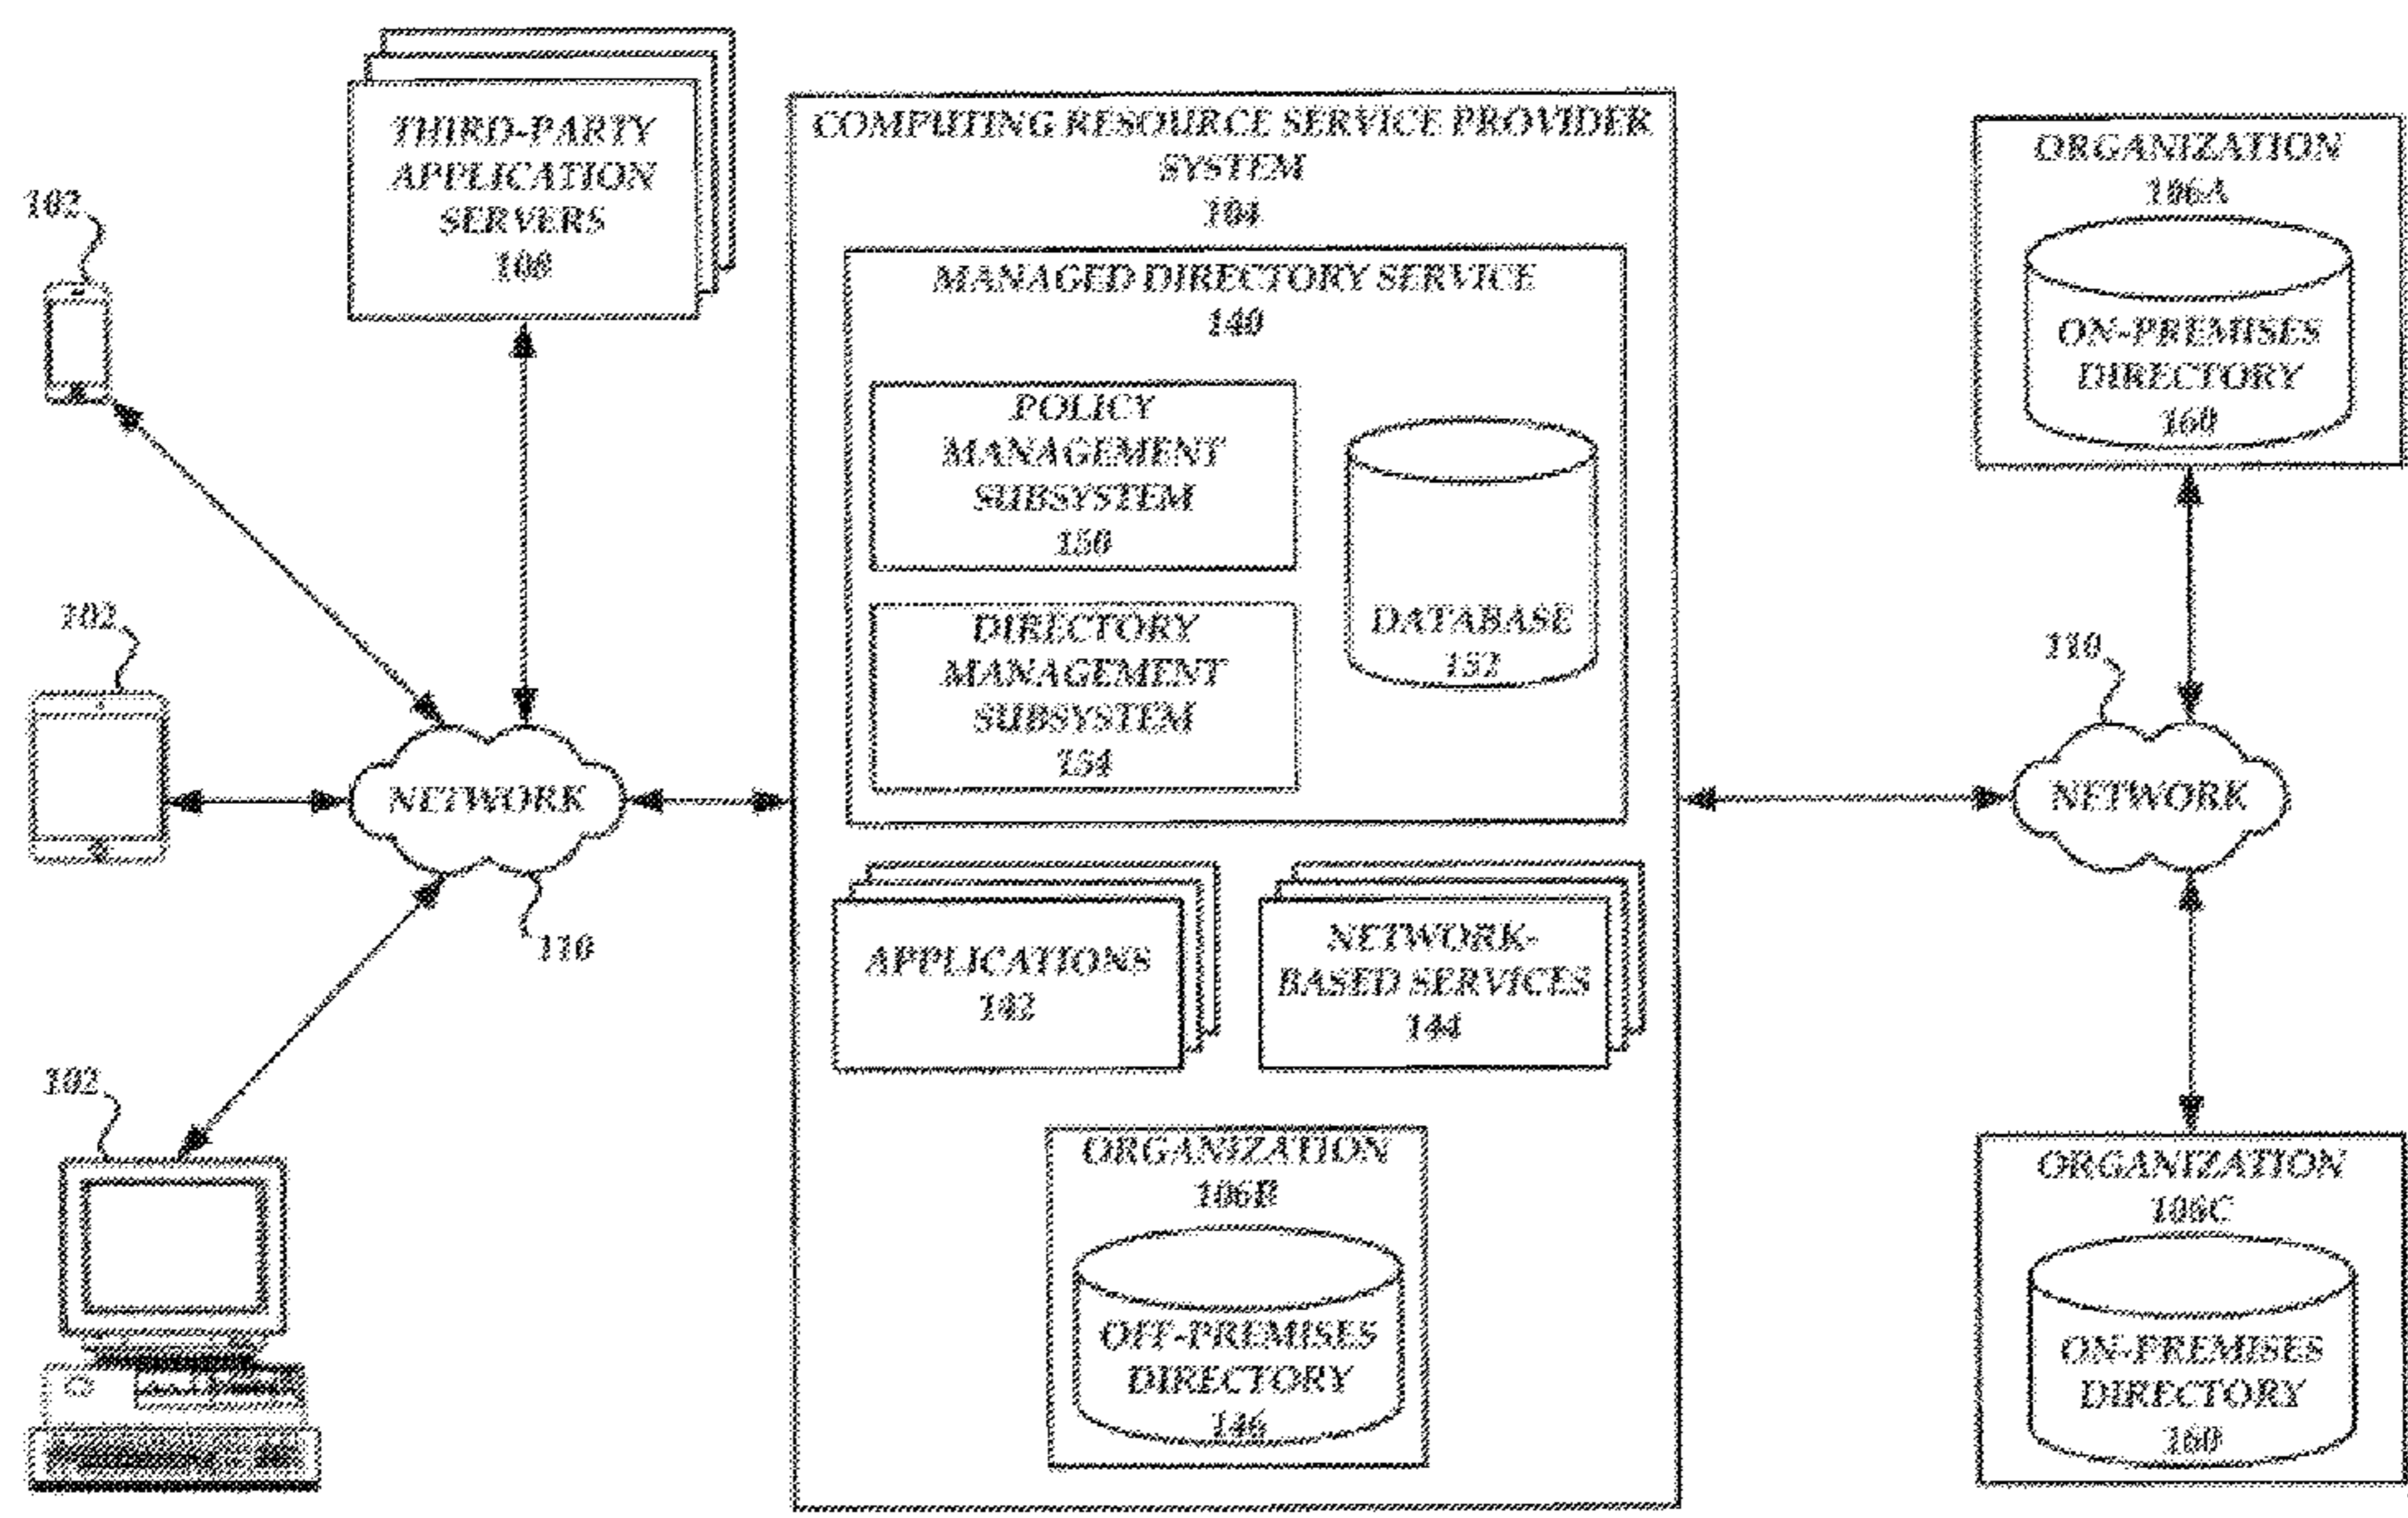 102
THIRD-PARTY
APPLICATION
SERVERS
108
102
NETWORK
110
102
COMPUTING RESOURCE SERVICE PROVIDER
SYSTEM
104
MANAGED DIRECTORY SERVICE
140
POLICY
MANAGEMENT
SUBSYSTEM
150
DIRECTORY
MANAGEMENT
SUBSYSTEM
154
DATABASE
152
APPLICATIONS
142
NETWORK-
BASED SERVICES
144
ORGANIZATION
106B
OFF-PREMISES
DIRECTORY
146
ORGANIZATION
106A
ON-PREMISES
DIRECTORY
160
110
NETWORK
ORGANIZATION
106C
ON-PREMISES
DIRECTORY
160